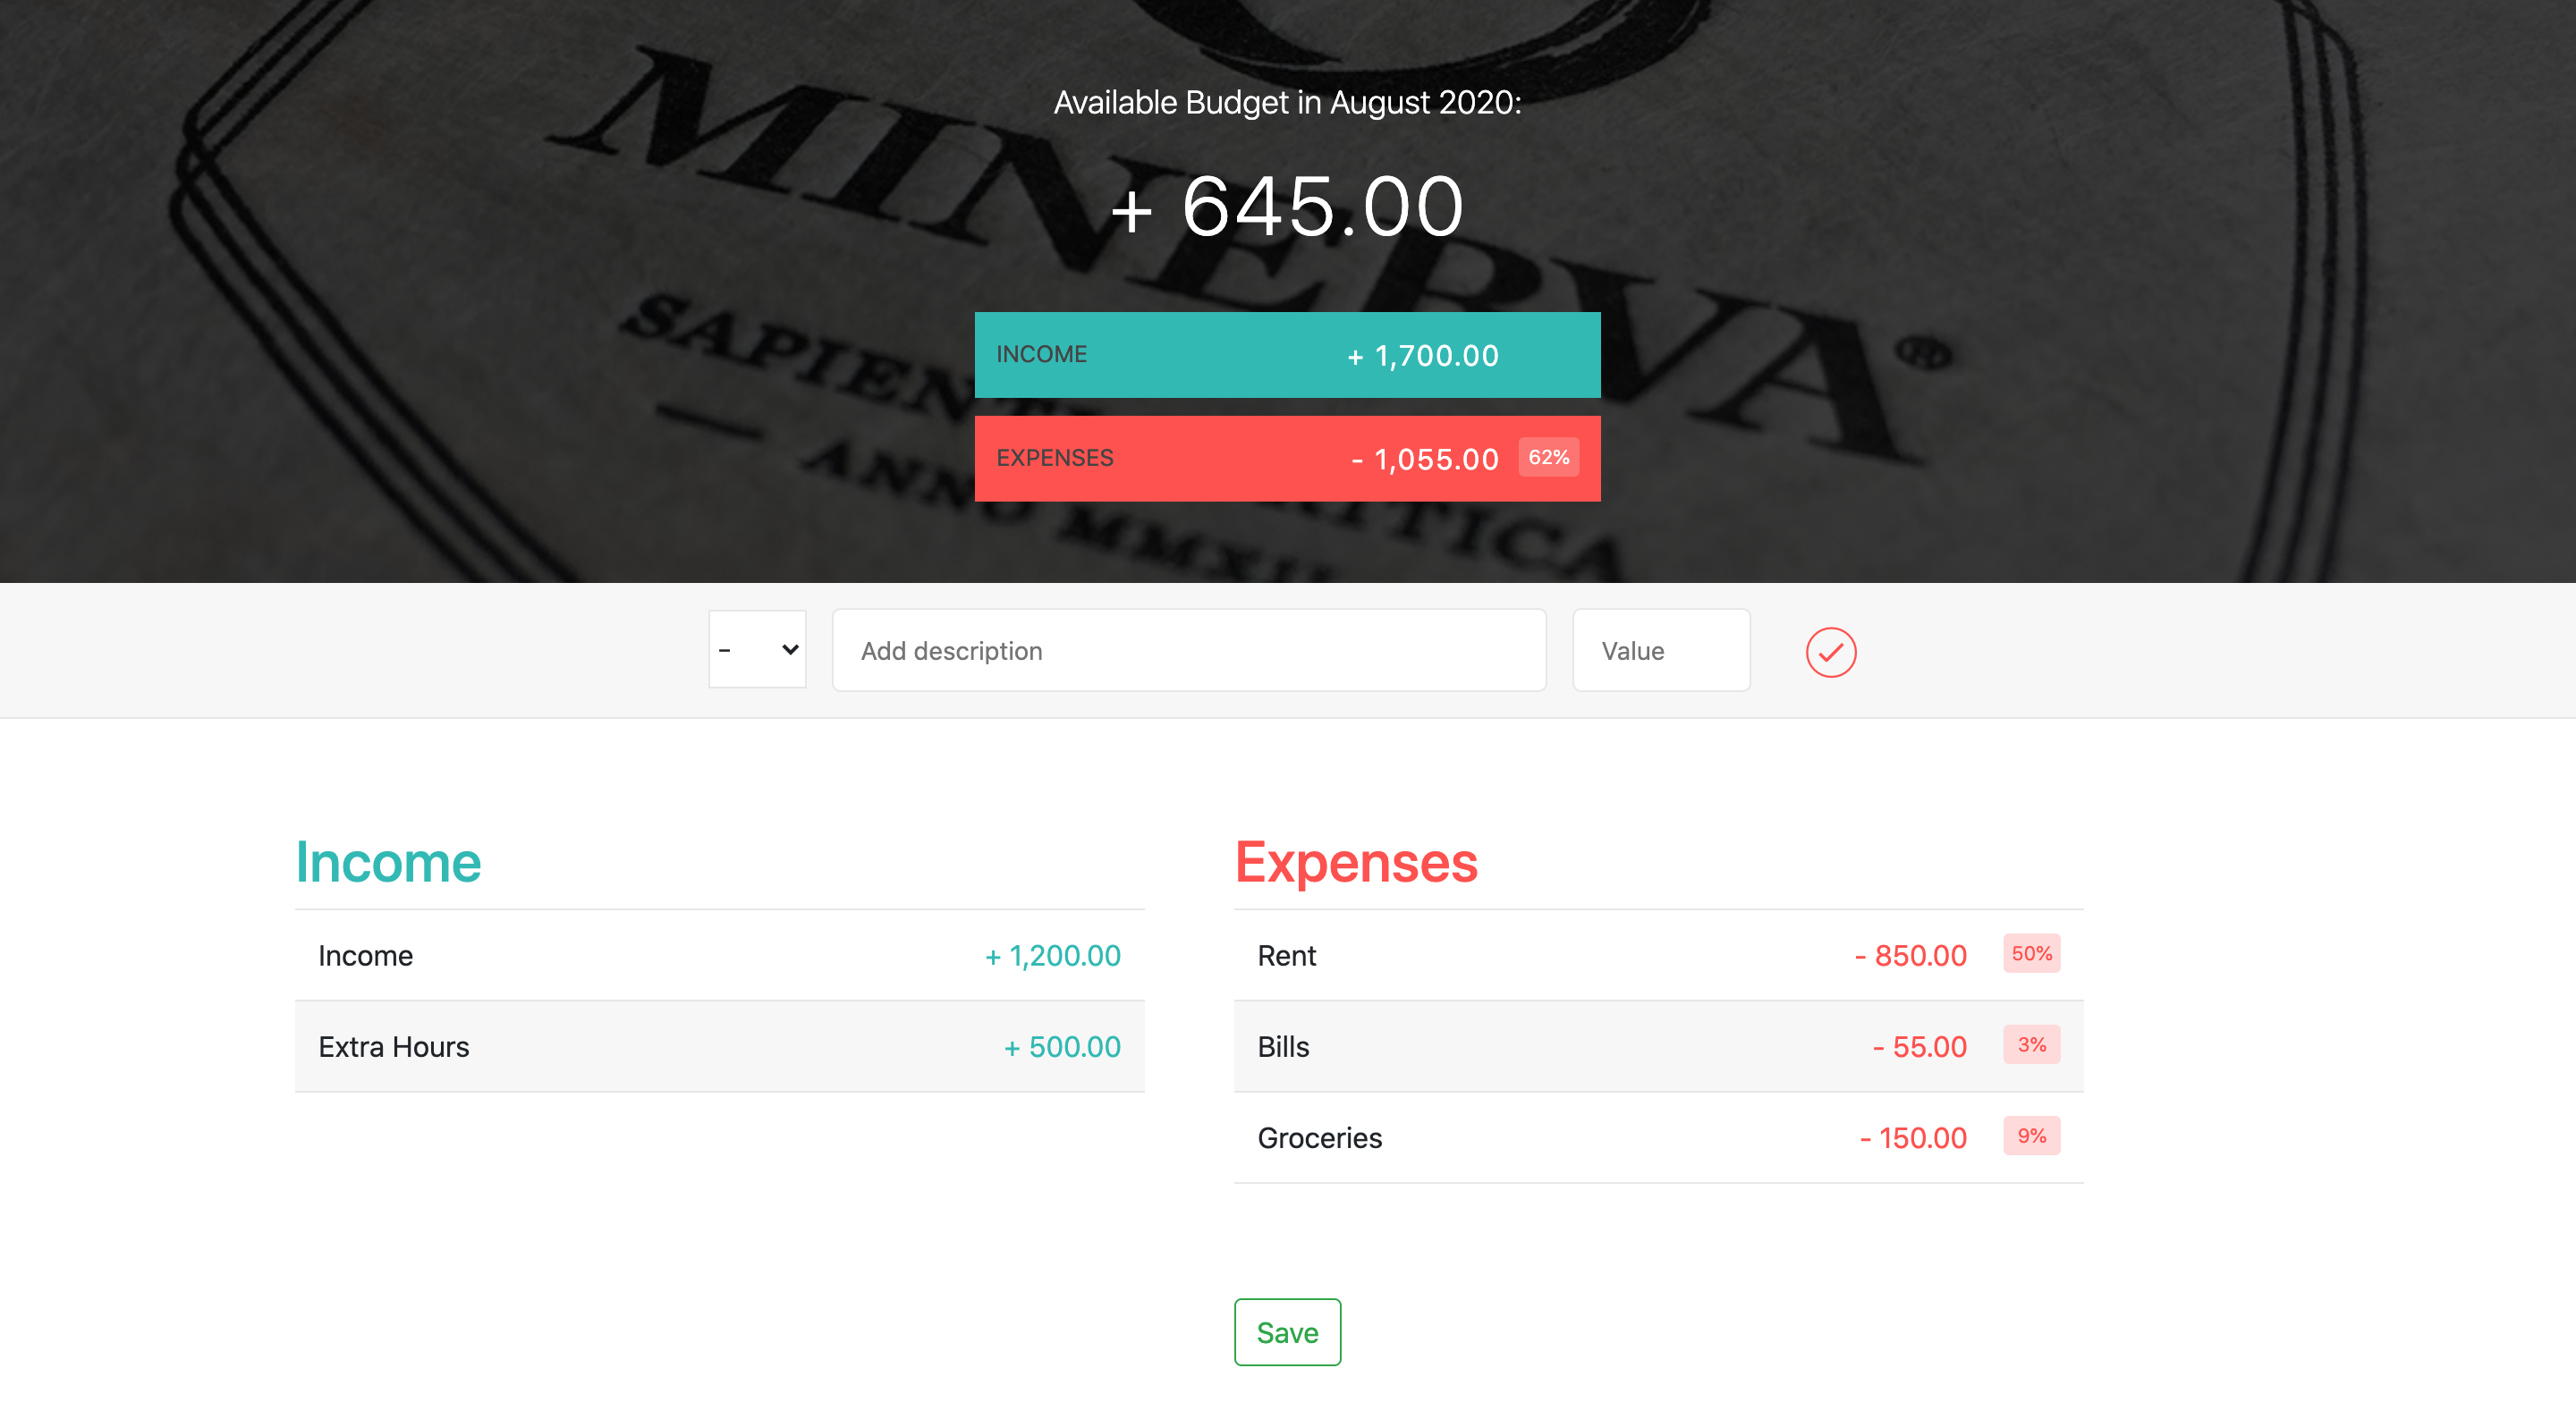 MINERVA®
SAPIENT
CRITICA
ANNO MMXII
Available Budget in August 2020:
+ 645.00
INCOME + 1,700.00
EXPENSES - 1,055.00 62%
- Add description Value
Income
Income + 1,200.00
Extra Hours + 500.00
Expenses
Rent - 850.00 50%
Bills - 55.00 3%
Groceries - 150.00 9%
Save